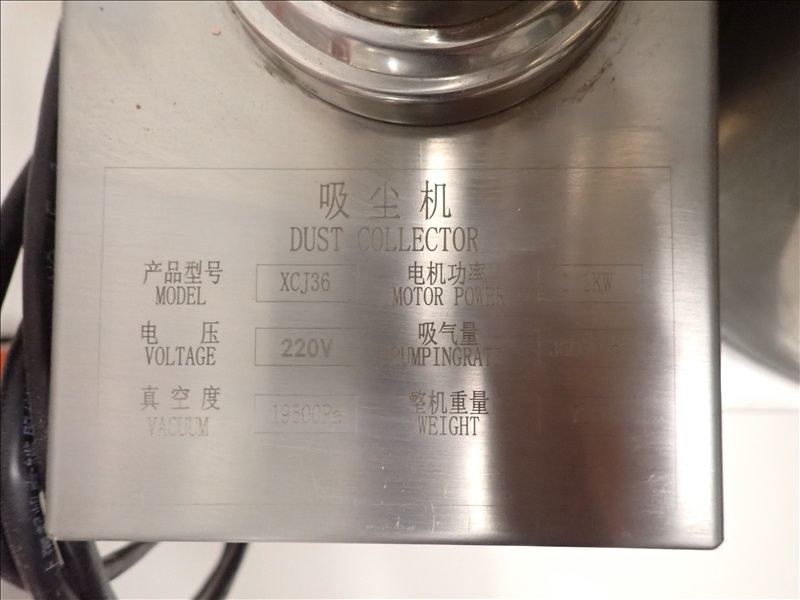 吸尘机
DUST COLLECTOR
产品型号 XCJ36 电机功率
MODEL MOTOR POWER
电压 220V 吸气量
VOLTAGE PUMPINGRATE
真空度 19500Pa 整机重量
VACUUM WEIGHT